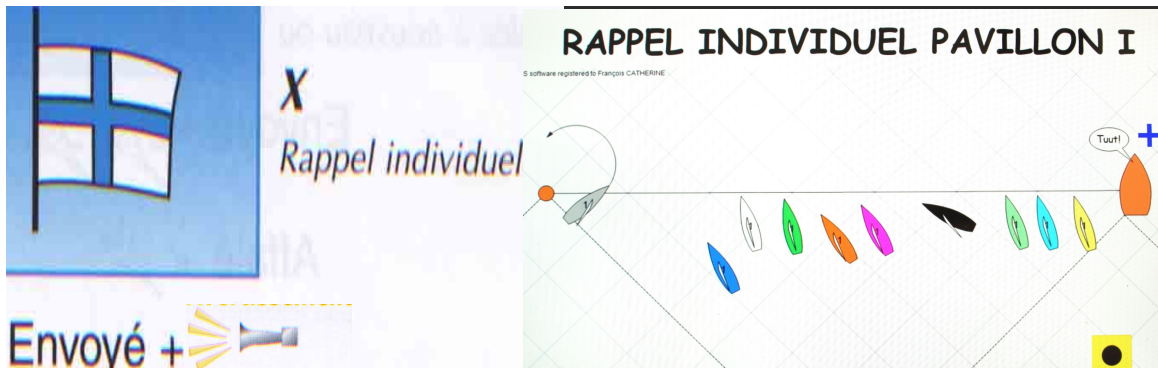 X
Rappel individuel
Envoyé +
RAPPEL INDIVIDUEL PAVILLON I
S software registered to François CATHERINE
Tuut!